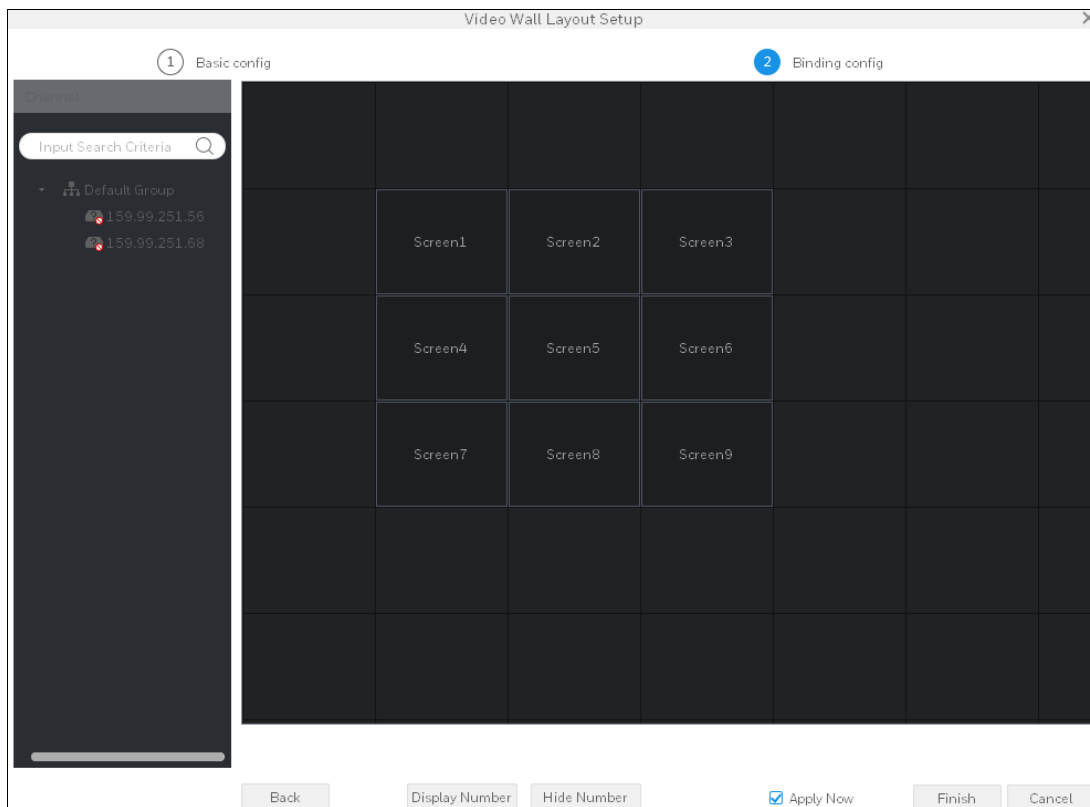 Video Wall Layout Setup
1 Basic config
2 Binding config
Channel
Input Search Criteria
Default Group
159.99.251.56
159.99.251.68
Screen1 Screen2 Screen3
Screen4 Screen5 Screen6
Screen7 Screen8 Screen9
Back Display Number Hide Number Apply Now Finish Cancel